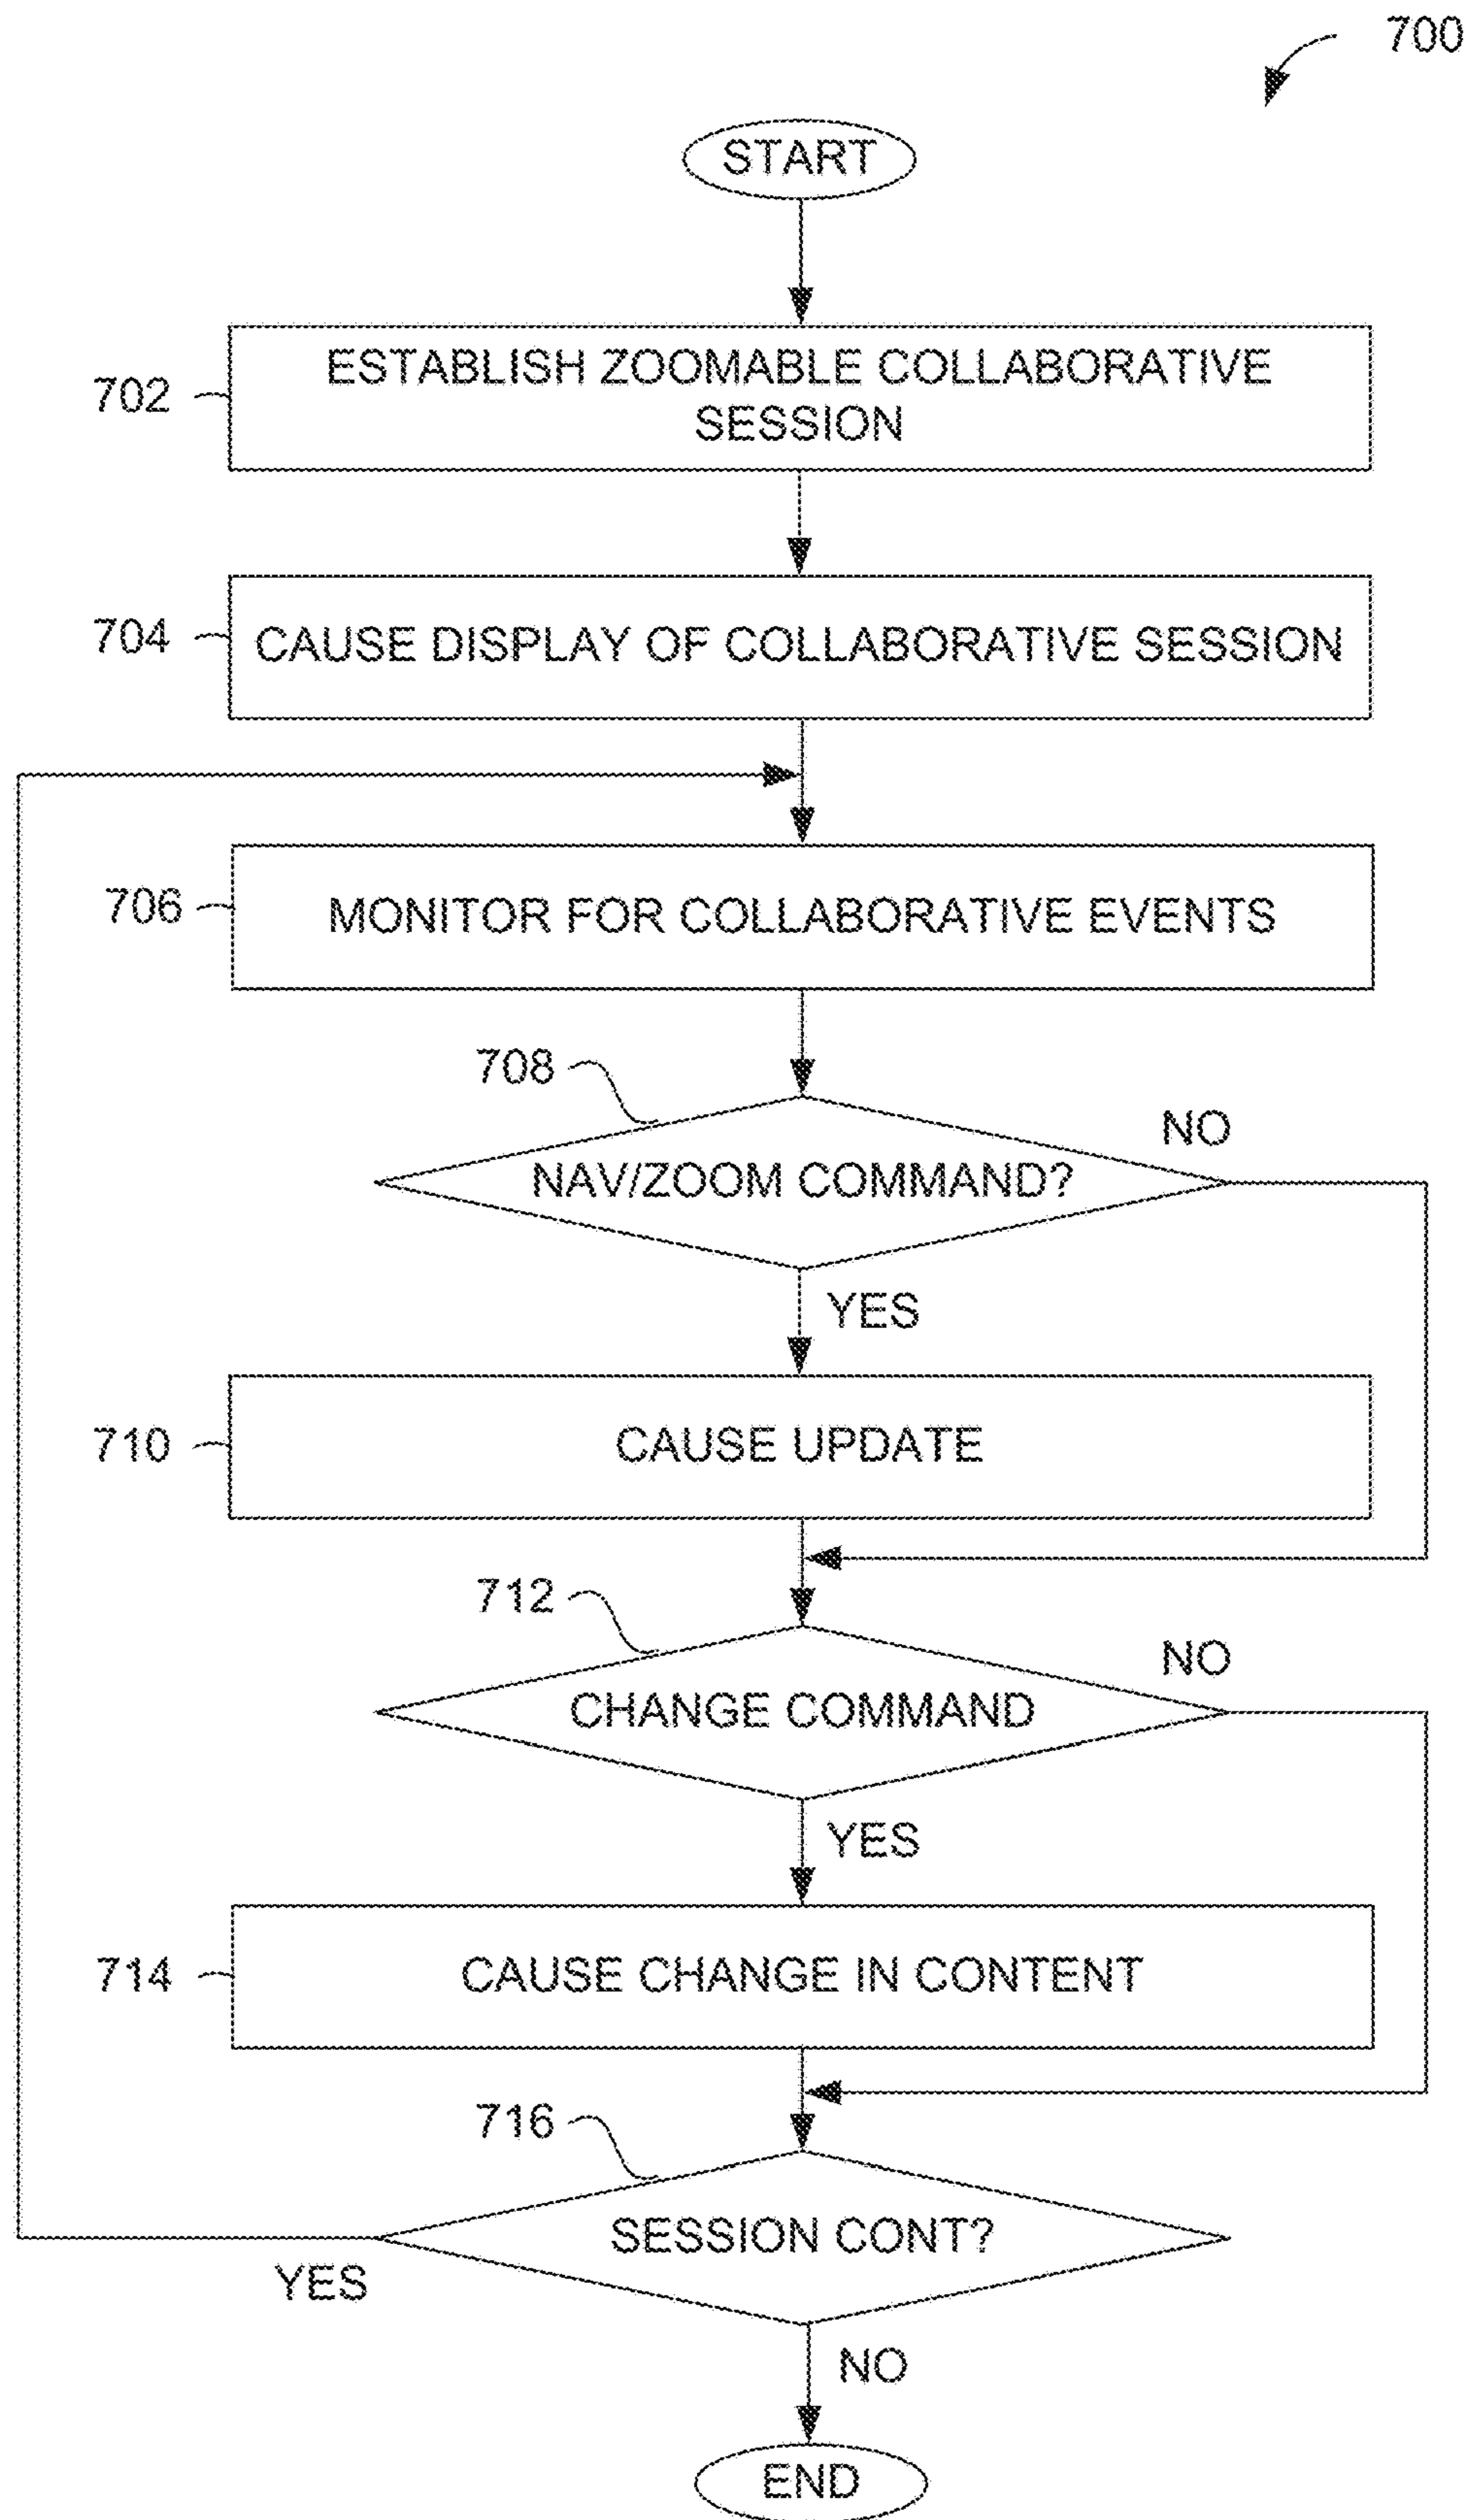 700
START
702
ESTABLISH ZOOMABLE COLLABORATIVE
SESSION
704
CAUSE DISPLAY OF COLLABORATIVE SESSION
706
MONITOR FOR COLLABORATIVE EVENTS
708
NO
NAV/ZOOM COMMAND?
YES
710
CAUSE UPDATE
712
NO
CHANGE COMMAND
YES
714
CAUSE CHANGE IN CONTENT
716
SESSION CONT?
YES
NO
END